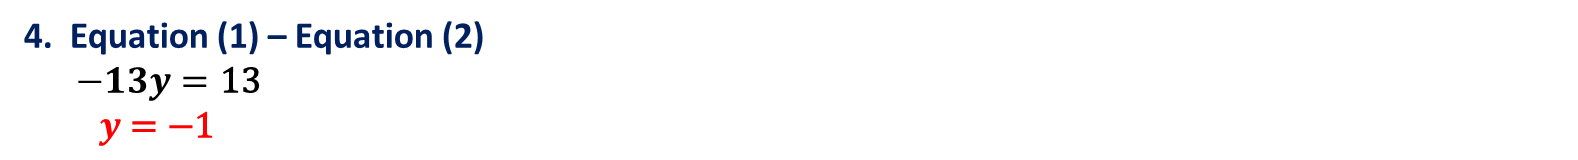 4. Equation (1) – Equation (2)
−13y = 13
y = −1